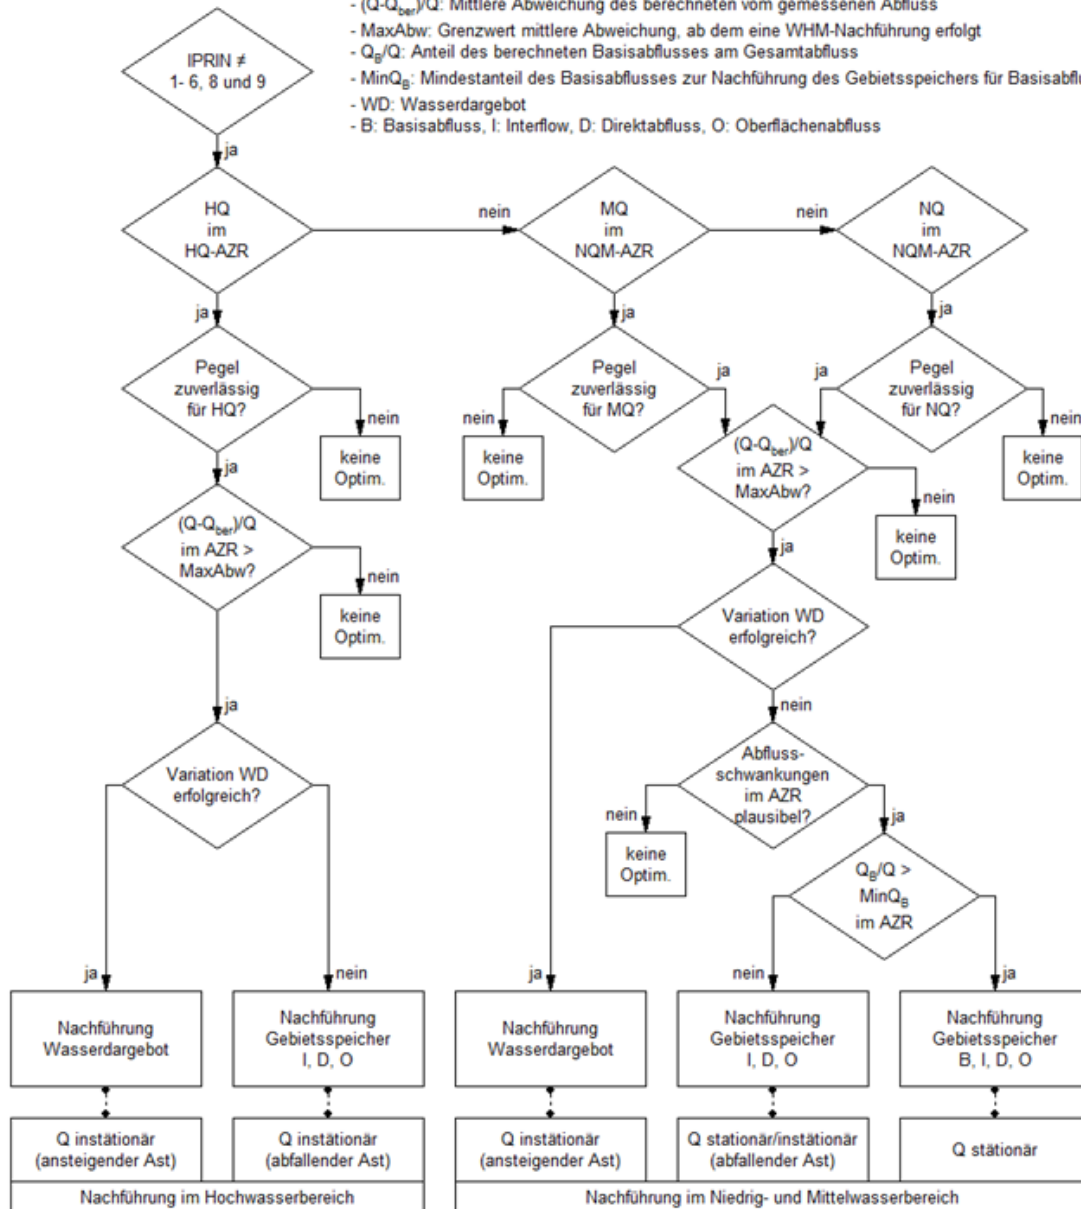 - (Q-Qber)/Q: Mittlere Abweichung des berechneten vom gemessenen Abfluss
- MaxAbw: Grenzwert mittlere Abweichung, ab dem eine WHM-Nachführung erfolgt
- QB/Q: Anteil des berechneten Basisabflusses am Gesamtabfluss
- MinQB: Mindestanteil des Basisabflusses zur Nachführung des Gebietsspeichers für Basisabflu
- WD: Wasserdargebot
- B: Basisabfluss, I: Interflow, D: Direktabfluss, O: Oberflächenabfluss
IPRIN ≠
1- 6, 8 und 9
ja
HQ
im
HQ-AZR
nein
MQ
im
NQM-AZR
nein
NQ
im
NQM-AZR
ja
ja
ja
Pegel
zuverlässig
für HQ?
nein
keine
Optim.
Pegel
zuverlässig
für MQ?
nein
keine
Optim.
ja
Pegel
zuverlässig
für NQ?
ja
nein
keine
Optim.
ja
(Q-Qber)/Q
im AZR >
MaxAbw?
nein
keine
Optim.
(Q-Qber)/Q
im AZR >
MaxAbw?
nein
keine
Optim.
ja
Variation WD
erfolgreich?
nein
ja
Variation WD
erfolgreich?
Abfluss-
schwankungen
im AZR
plausibel?
nein
keine
Optim.
ja
QB/Q >
MinQB
im AZR
ja
nein
ja
nein
ja
Nachführung
Wasserdargebot
Nachführung
Gebietsspeicher
I, D, O
Nachführung
Wasserdargebot
Nachführung
Gebietsspeicher
I, D, O
Nachführung
Gebietsspeicher
B, I, D, O
Q instätionär
(ansteigender Ast)
Q instätionär
(abfallender Ast)
Q instätionär
(ansteigender Ast)
Q stationär/instätionär
(abfallender Ast)
Q stätionär
Nachführung im Hochwasserbereich
Nachführung im Niedrig- und Mittelwasserbereich